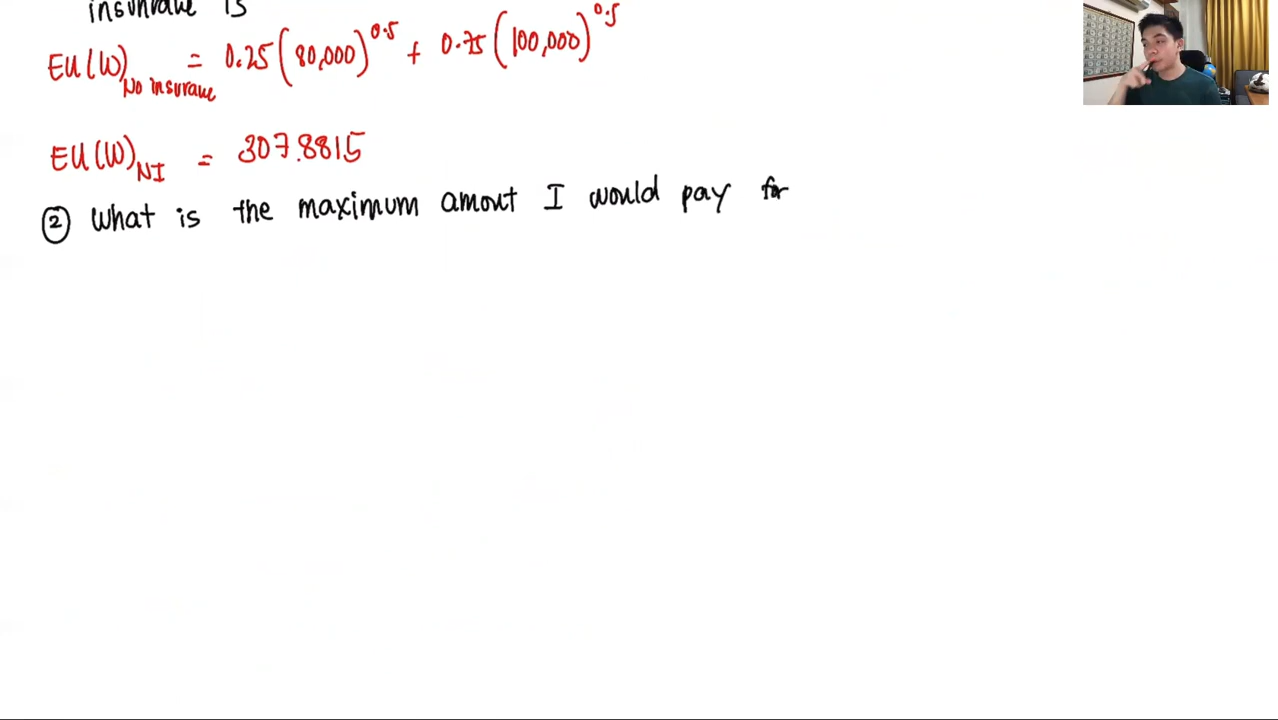 insurance is
EU(W) No insurance = 0.25 (80,000)^0.5 + 0.75 (100,000)^0.5
EU(W) NI = 307.8815
② What is the maximum amout I would pay for